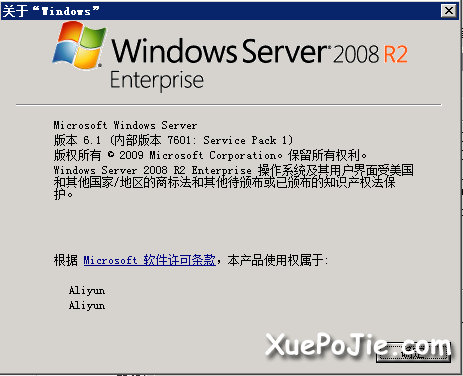 关于“Windows”
Windows Server 2008 R2
Enterprise
Microsoft Windows Server
版本 6.1 (内部版本 7601: Service Pack 1)
版权所有 © 2009 Microsoft Corporation。保留所有权利。
Windows Server 2008 R2 Enterprise 操作系统及其用户界面受美国
和其他国家/地区的商标法和其他待颁布或已颁布的知识产权法保
护。
根据 Microsoft 软件许可条款，本产品使用权属于:
Aliyun
Aliyun
XuePoJie.com